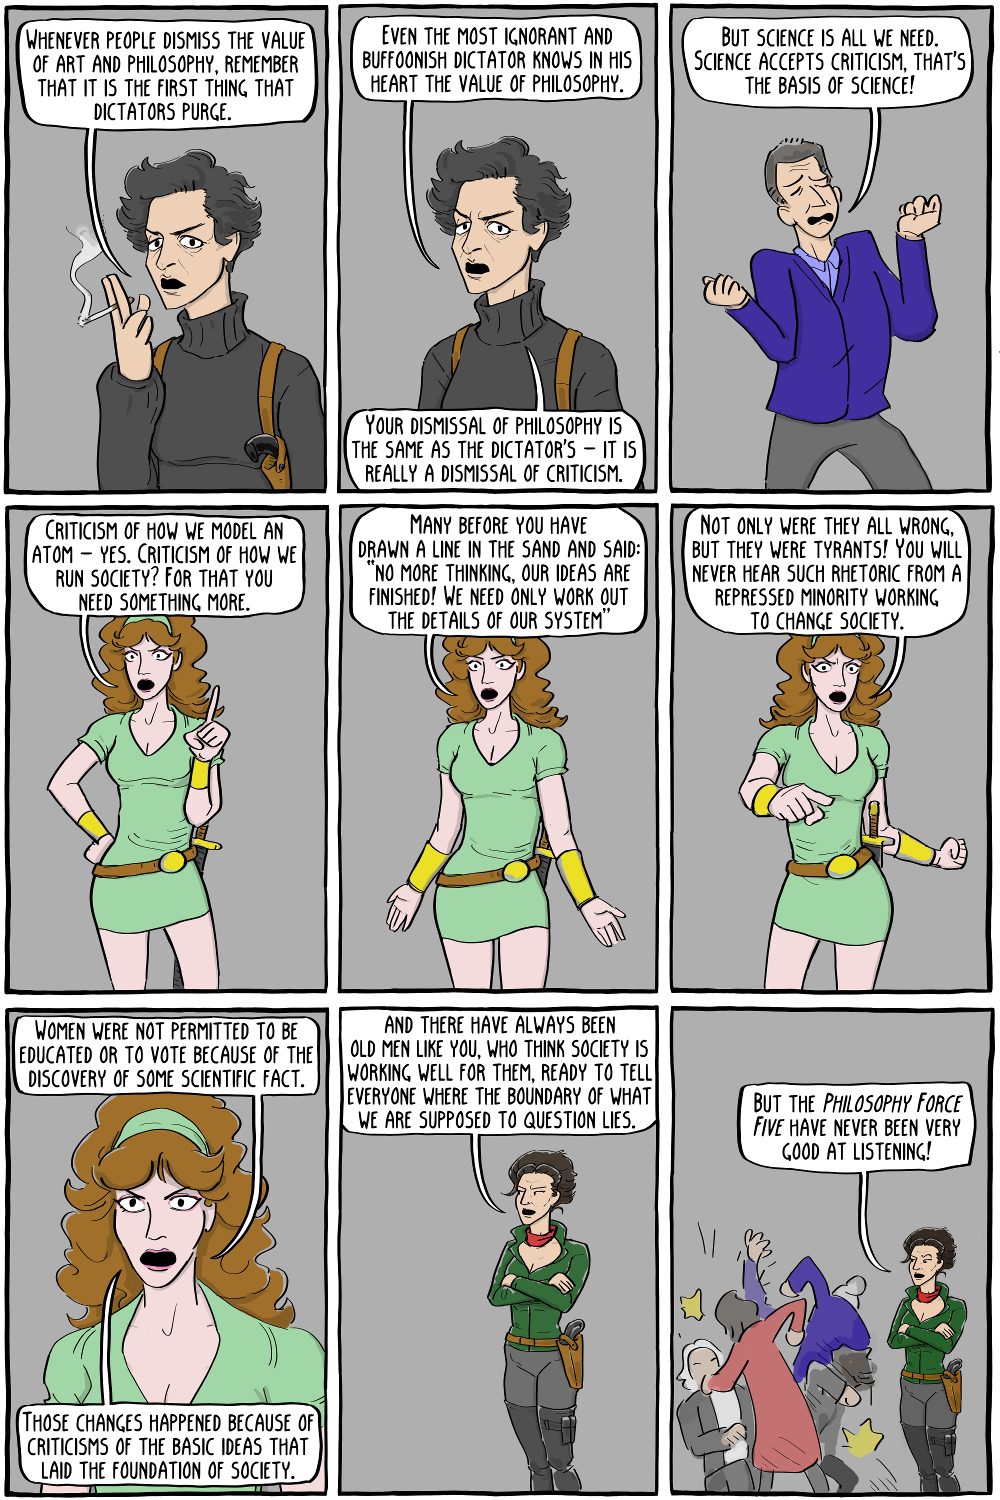 WHENEVER PEOPLE DISMISS THE VALUE
OF ART AND PHILOSOPHY, REMEMBER
THAT IT IS THE FIRST THING THAT
DICTATORS PURGE.
EVEN THE MOST IGNORANT AND
BUFFOONISH DICTATOR KNOWS IN HIS
HEART THE VALUE OF PHILOSOPHY.
YOUR DISMISSAL OF PHILOSOPHY IS
THE SAME AS THE DICTATOR'S – IT IS
REALLY A DISMISSAL OF CRITICISM.
BUT SCIENCE IS ALL WE NEED.
SCIENCE ACCEPTS CRITICISM, THAT'S
THE BASIS OF SCIENCE!
CRITICISM OF HOW WE MODEL AN
ATOM – YES. CRITICISM OF HOW WE
RUN SOCIETY? FOR THAT YOU
NEED SOMETHING MORE.
MANY BEFORE YOU HAVE
DRAWN A LINE IN THE SAND AND SAID:
"NO MORE THINKING, OUR IDEAS ARE
FINISHED! WE NEED ONLY WORK OUT
THE DETAILS OF OUR SYSTEM"
NOT ONLY WERE THEY ALL WRONG,
BUT THEY WERE TYRANTS! YOU WILL
NEVER HEAR SUCH RHETORIC FROM A
REPRESSED MINORITY WORKING
TO CHANGE SOCIETY.
WOMEN WERE NOT PERMITTED TO BE
EDUCATED OR TO VOTE BECAUSE OF THE
DISCOVERY OF SOME SCIENTIFIC FACT.
THOSE CHANGES HAPPENED BECAUSE OF
CRITICISMS OF THE BASIC IDEAS THAT
LAID THE FOUNDATION OF SOCIETY.
AND THERE HAVE ALWAYS BEEN
OLD MEN LIKE YOU, WHO THINK SOCIETY IS
WORKING WELL FOR THEM, READY TO TELL
EVERYONE WHERE THE BOUNDARY OF WHAT
WE ARE SUPPOSED TO QUESTION LIES.
BUT THE PHILOSOPHY FORCE
FIVE HAVE NEVER BEEN VERY
GOOD AT LISTENING!